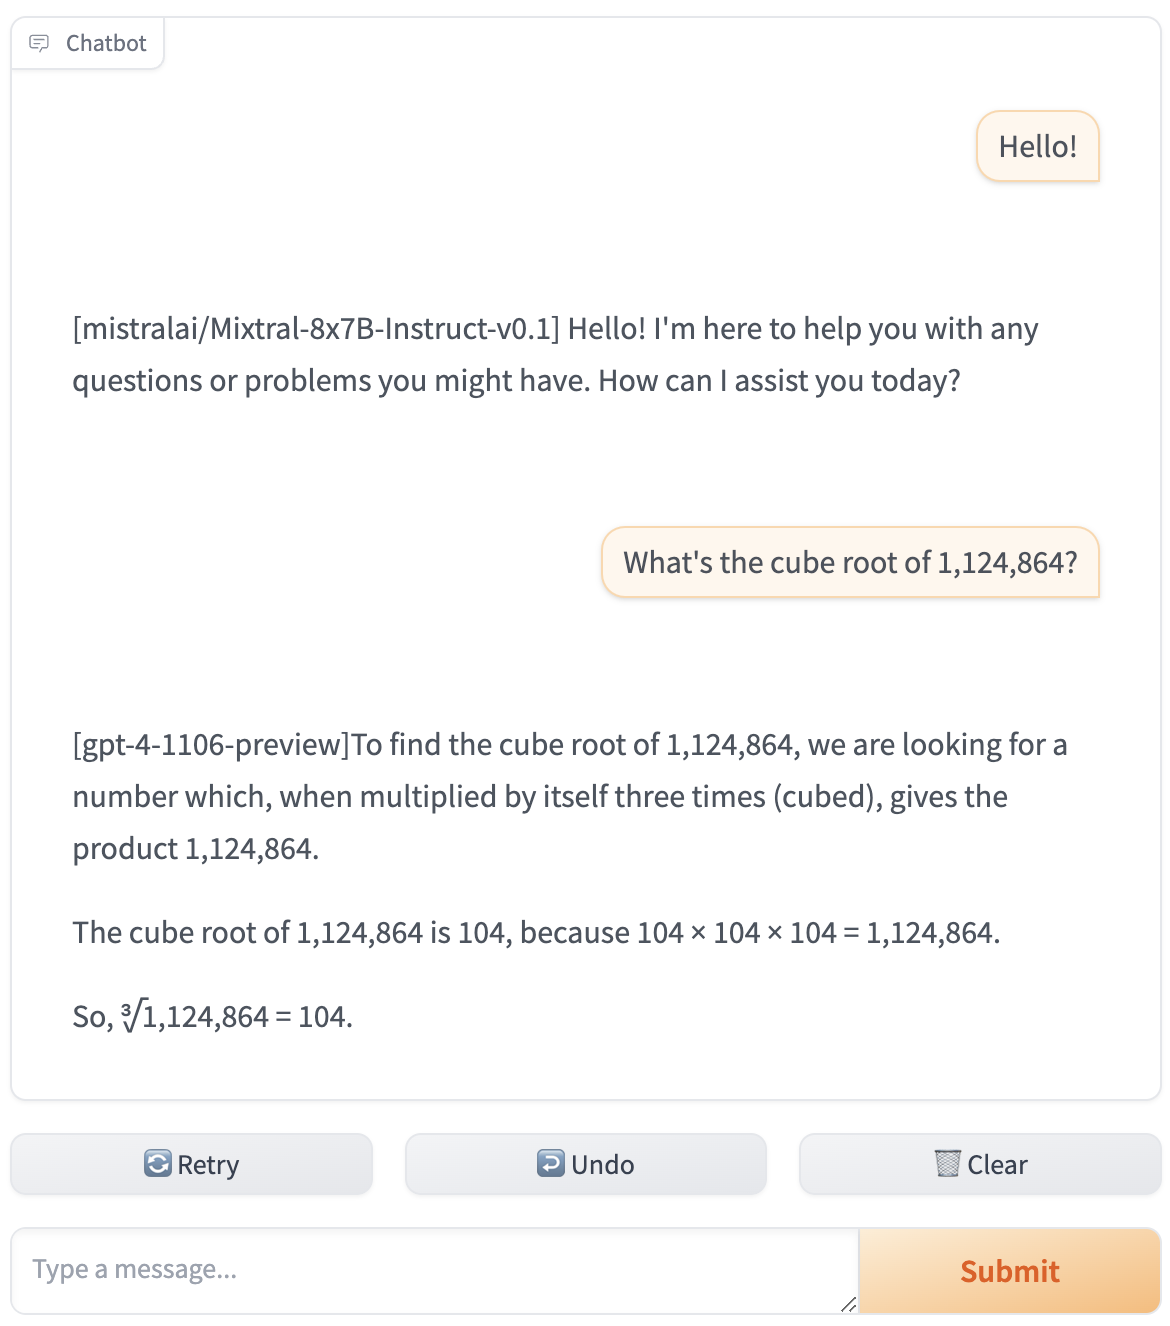 Chatbot
Hello!
[mistralai/Mixtral-8x7B-Instruct-v0.1] Hello! I'm here to help you with any
questions or problems you might have. How can I assist you today?
What's the cube root of 1,124,864?
[gpt-4-1106-preview]To find the cube root of 1,124,864, we are looking for a
number which, when multiplied by itself three times (cubed), gives the
product 1,124,864.
The cube root of 1,124,864 is 104, because 104 × 104 × 104 = 1,124,864.
So, ∛1,124,864 = 104.
Retry
Undo
Clear
Type a message...
Submit